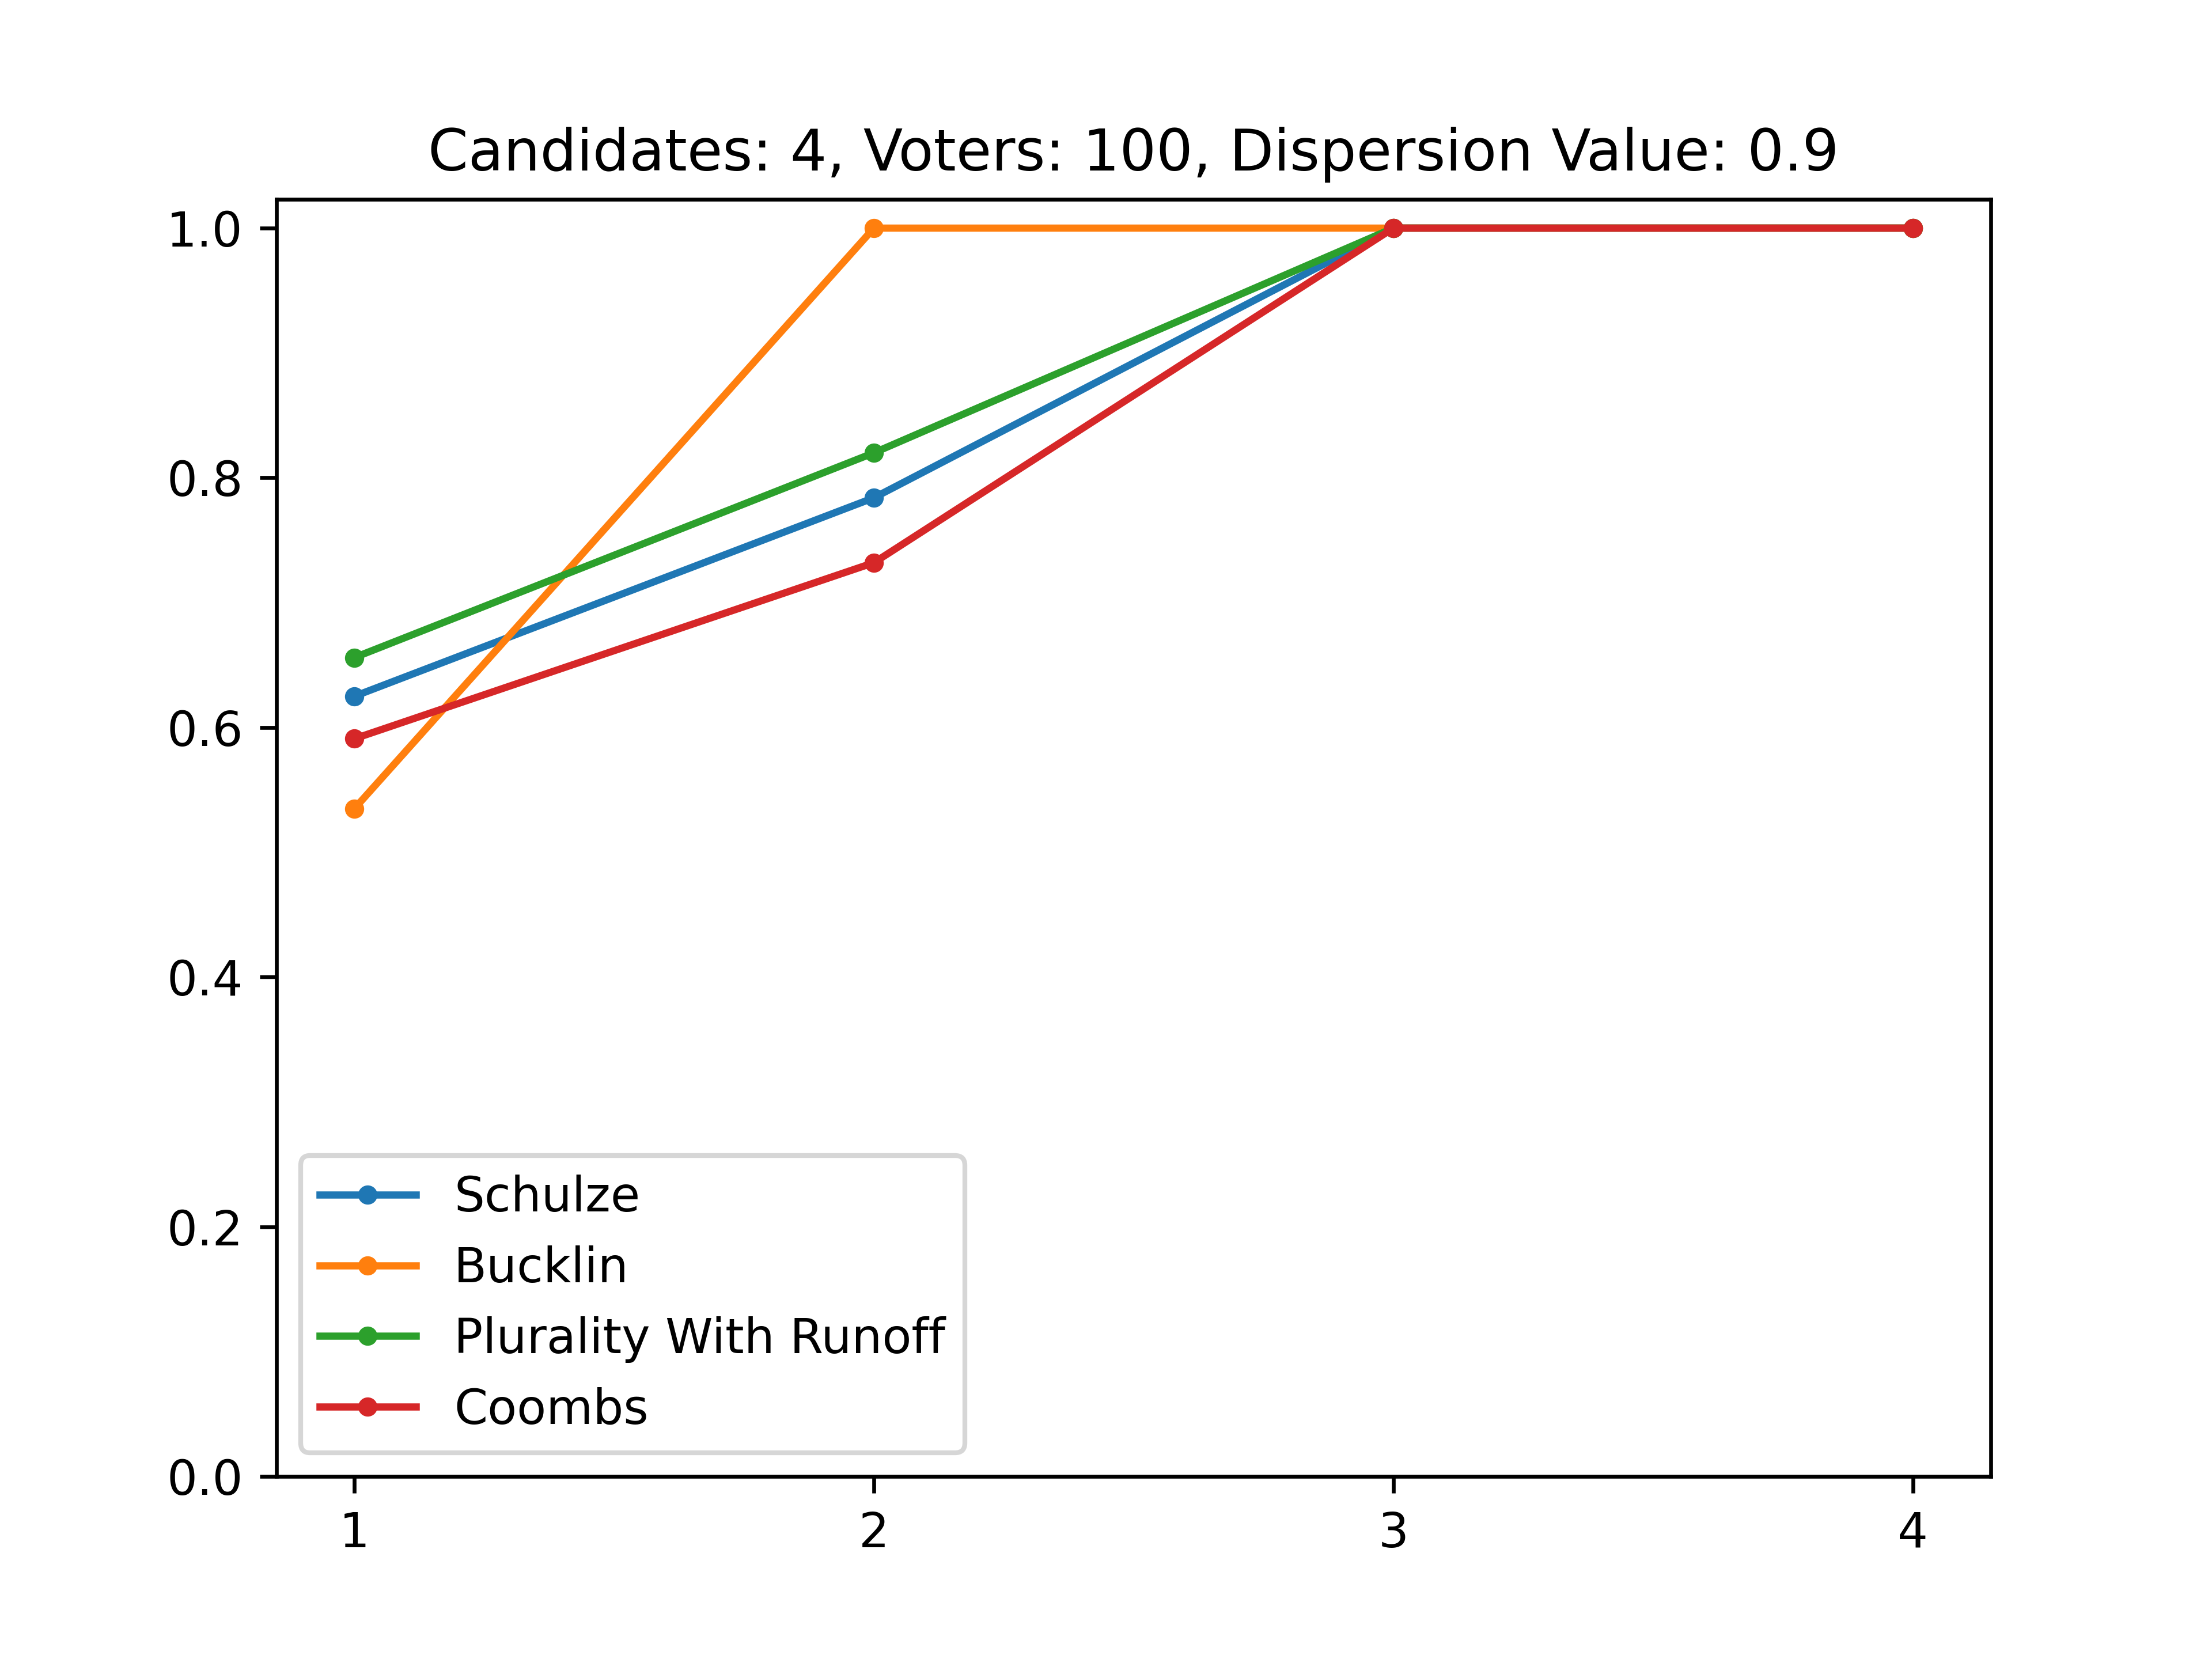 Candidates: 4, Voters: 100, Dispersion Value: 0.9
1.0
0.8
0.6
0.4
0.2
0.0
Schulze
Bucklin
Plurality With Runoff
Coombs
1 2 3 4